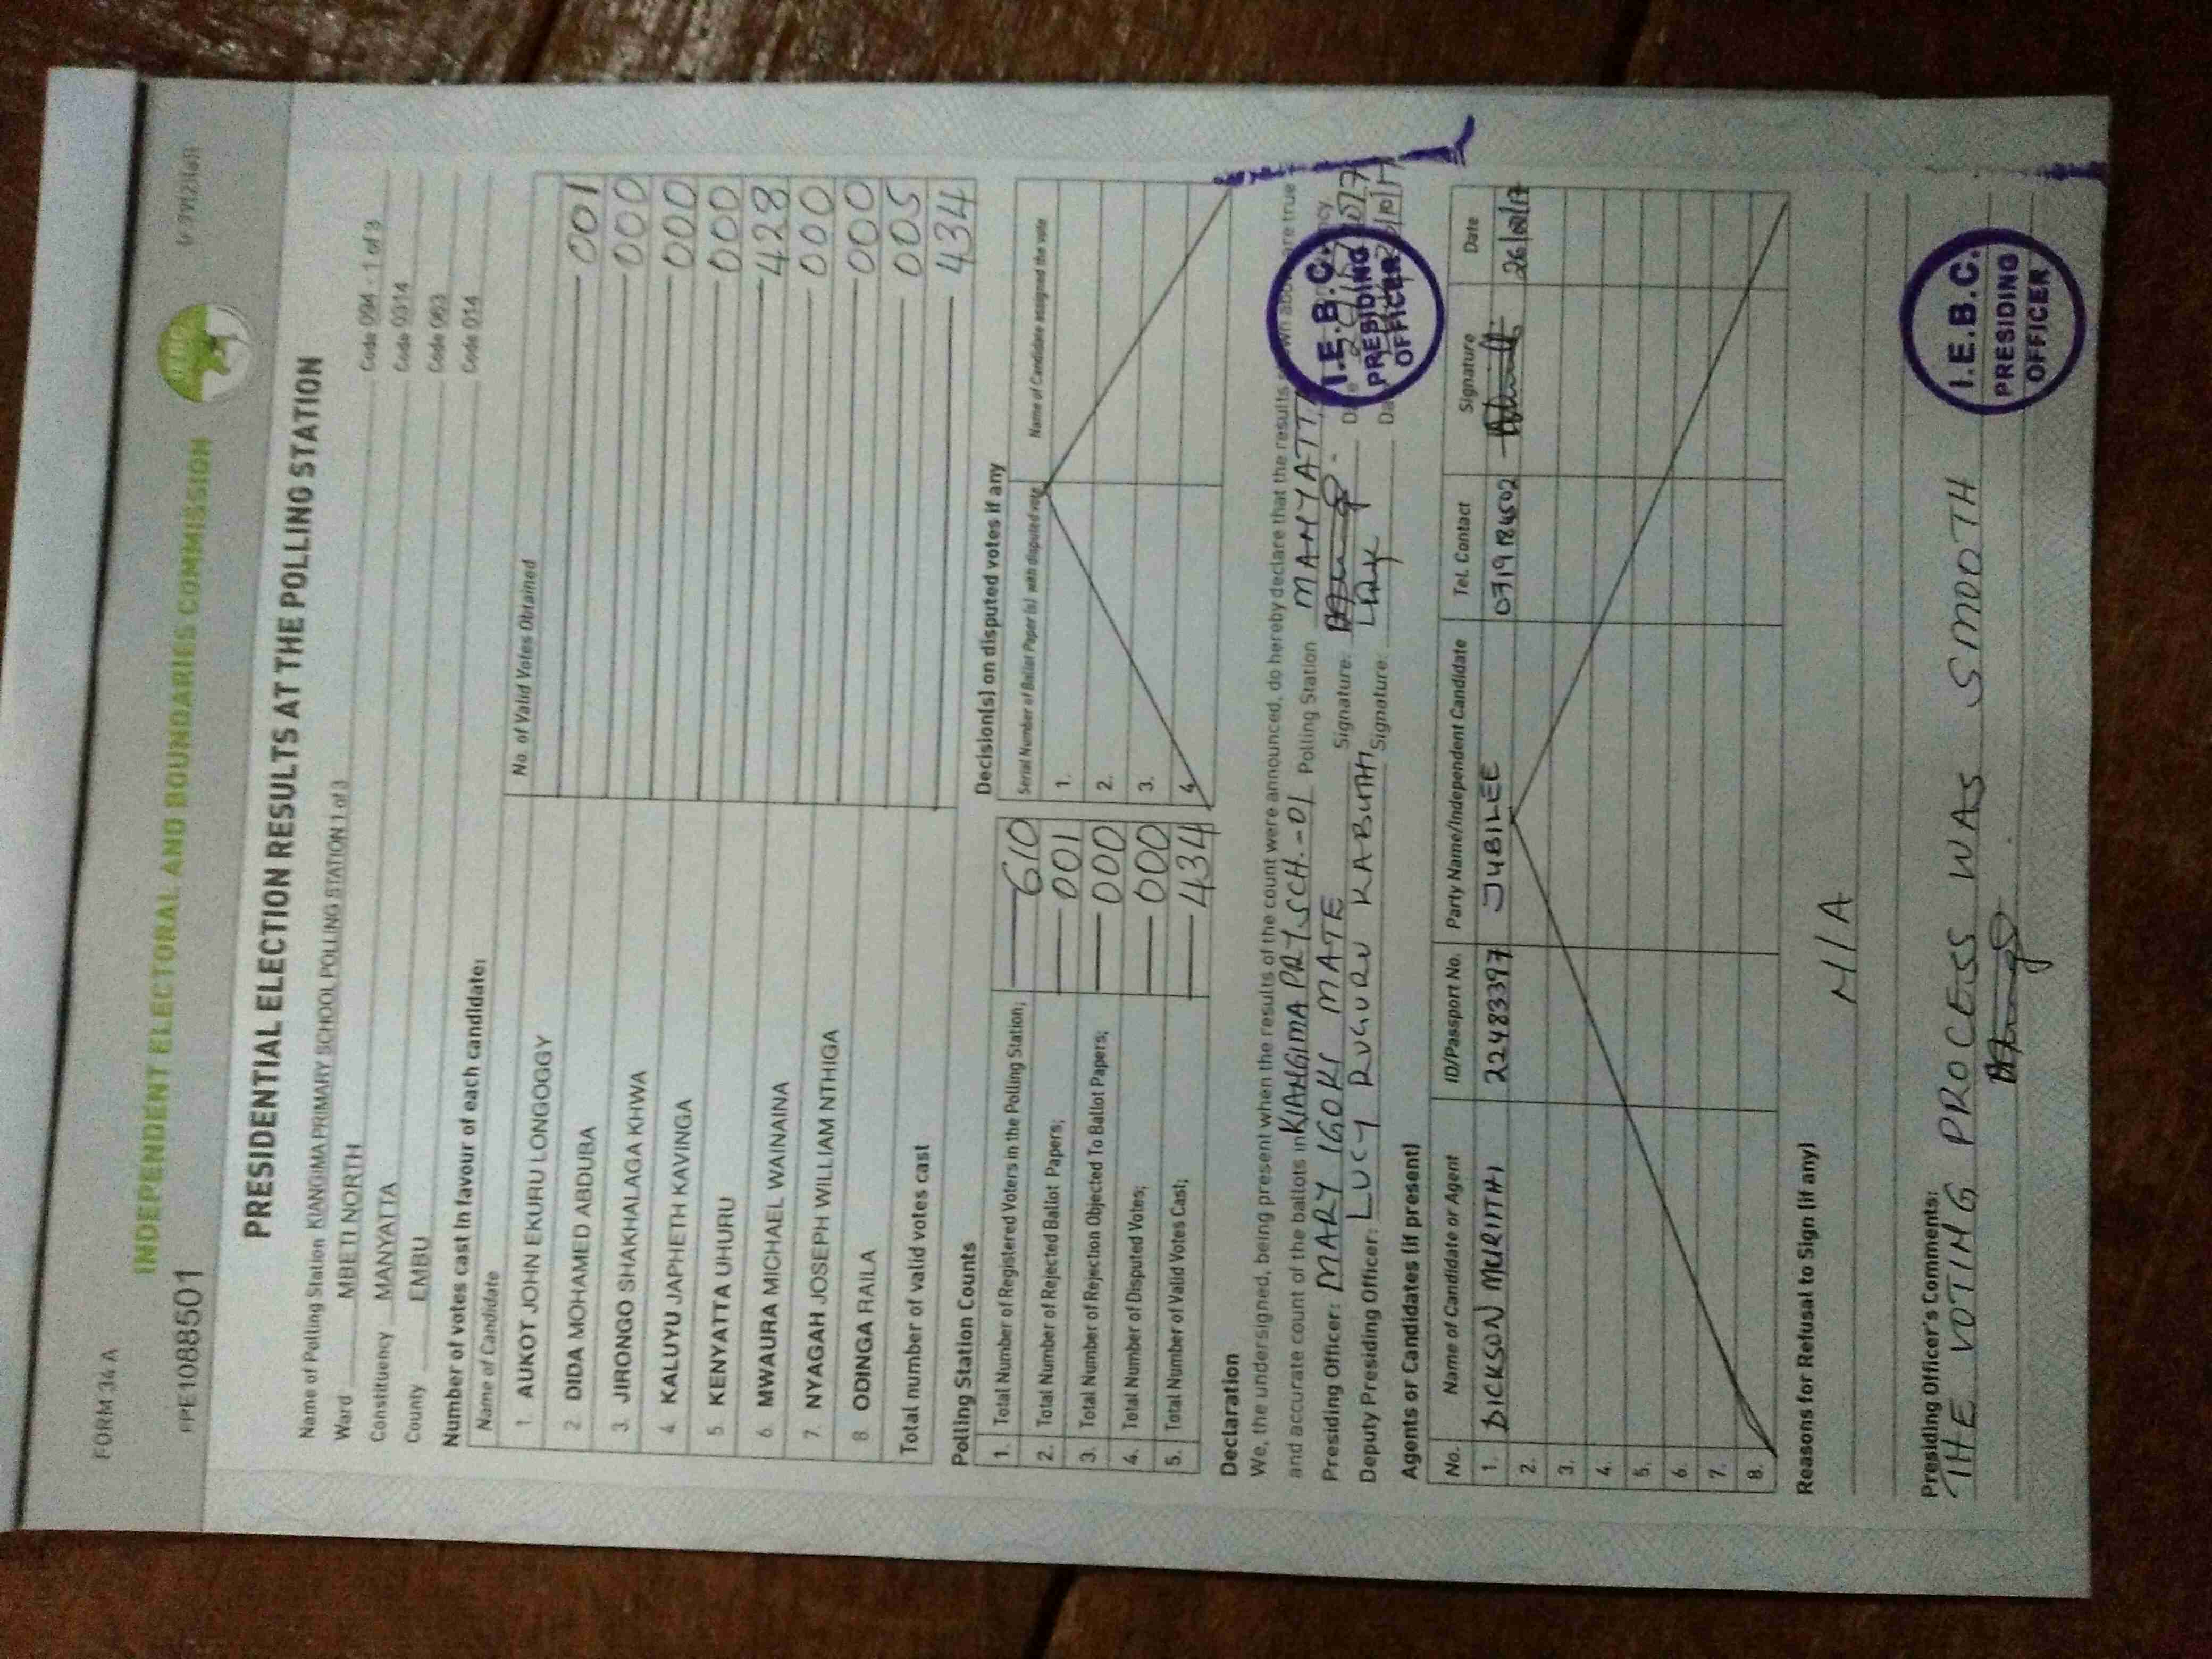 FORM 34A
PPE1088501
INDEPENDENT ELECTORAL AND BOUNDARIES COMMISSION
PRESIDENTIAL ELECTION RESULTS AT THE POLLING STATION
Name of Polling Station KIANGIMA PRIMARY SCHOOL POLLING STATION 1 of 3 Code 094 - 1 of 3
Ward MBETI NORTH Code 0314
Constituency MANYATTA Code 063
County EMBU Code 014
Number of votes cast in favour of each candidate:
Name of Candidate No. of Valid Votes Obtained
1 AUKOT JOHN EKURU LONGOGGY 001
2 DIDA MOHAMED ABDUBA 000
3. JIRONGO SHAKHALAGA KHWA 000
4 KALUYU JAPHETH KAVINGA 000
5 KENYATTA UHURU 428
6 MWAURA MICHAEL WAINAINA 000
7. NYAGAH JOSEPH WILLIAM NTHIGA 000
8. ODINGA RAILA 005
Total number of valid votes cast 434
Polling Station Counts
1. Total Number of Registered Voters in the Polling Station; 610
2. Total Number of Rejected Ballot Papers; 001
3. Total Number of Rejection Objected To Ballot Papers; 000
4. Total Number of Disputed Votes; 000
5. Total Number of Valid Votes Cast; 434
Decision(s) on disputed votes if any
Serial Number of Ballot Paper (s) with disputed vote Name of Candidate assigned the vote
1.
2.
3.
4.
Declaration
We, the undersigned, being present when the results of the count were announced, do hereby declare that the results shown above are true
and accurate count of the ballots in KIANGIMA PRY SCH.-01 Polling Station MANYATTA
Presiding Officer: MARY IGOKI MATE Signature:
Deputy Presiding Officer: LUCY RUGURU KABUTHI Signature:
I.E.B.C. PRESIDING OFFICER
Agents or Candidates (if present)
No. Name of Candidate or Agent ID/Passport No. Party Name/Independent Candidate Tel. Contact Signature Date
1. DICKSON MURIITHI 22483397 JUBILEE 0719184502 26/10/17
2.
3.
4.
5.
6.
7.
8.
Reasons for Refusal to Sign (if any)
N/A
Presiding Officer's Comments:
THE VOTING PROCESS WAS SMOOTH
I.E.B.C. PRESIDING OFFICER